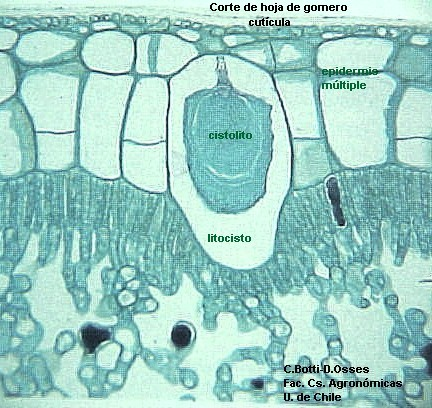 Corte de hoja de gomero
cutícula
epidermis
múltiple
cistolito
litocisto
C.Botti-D.Osses
Fac. Cs. Agronómicas
U. de Chile